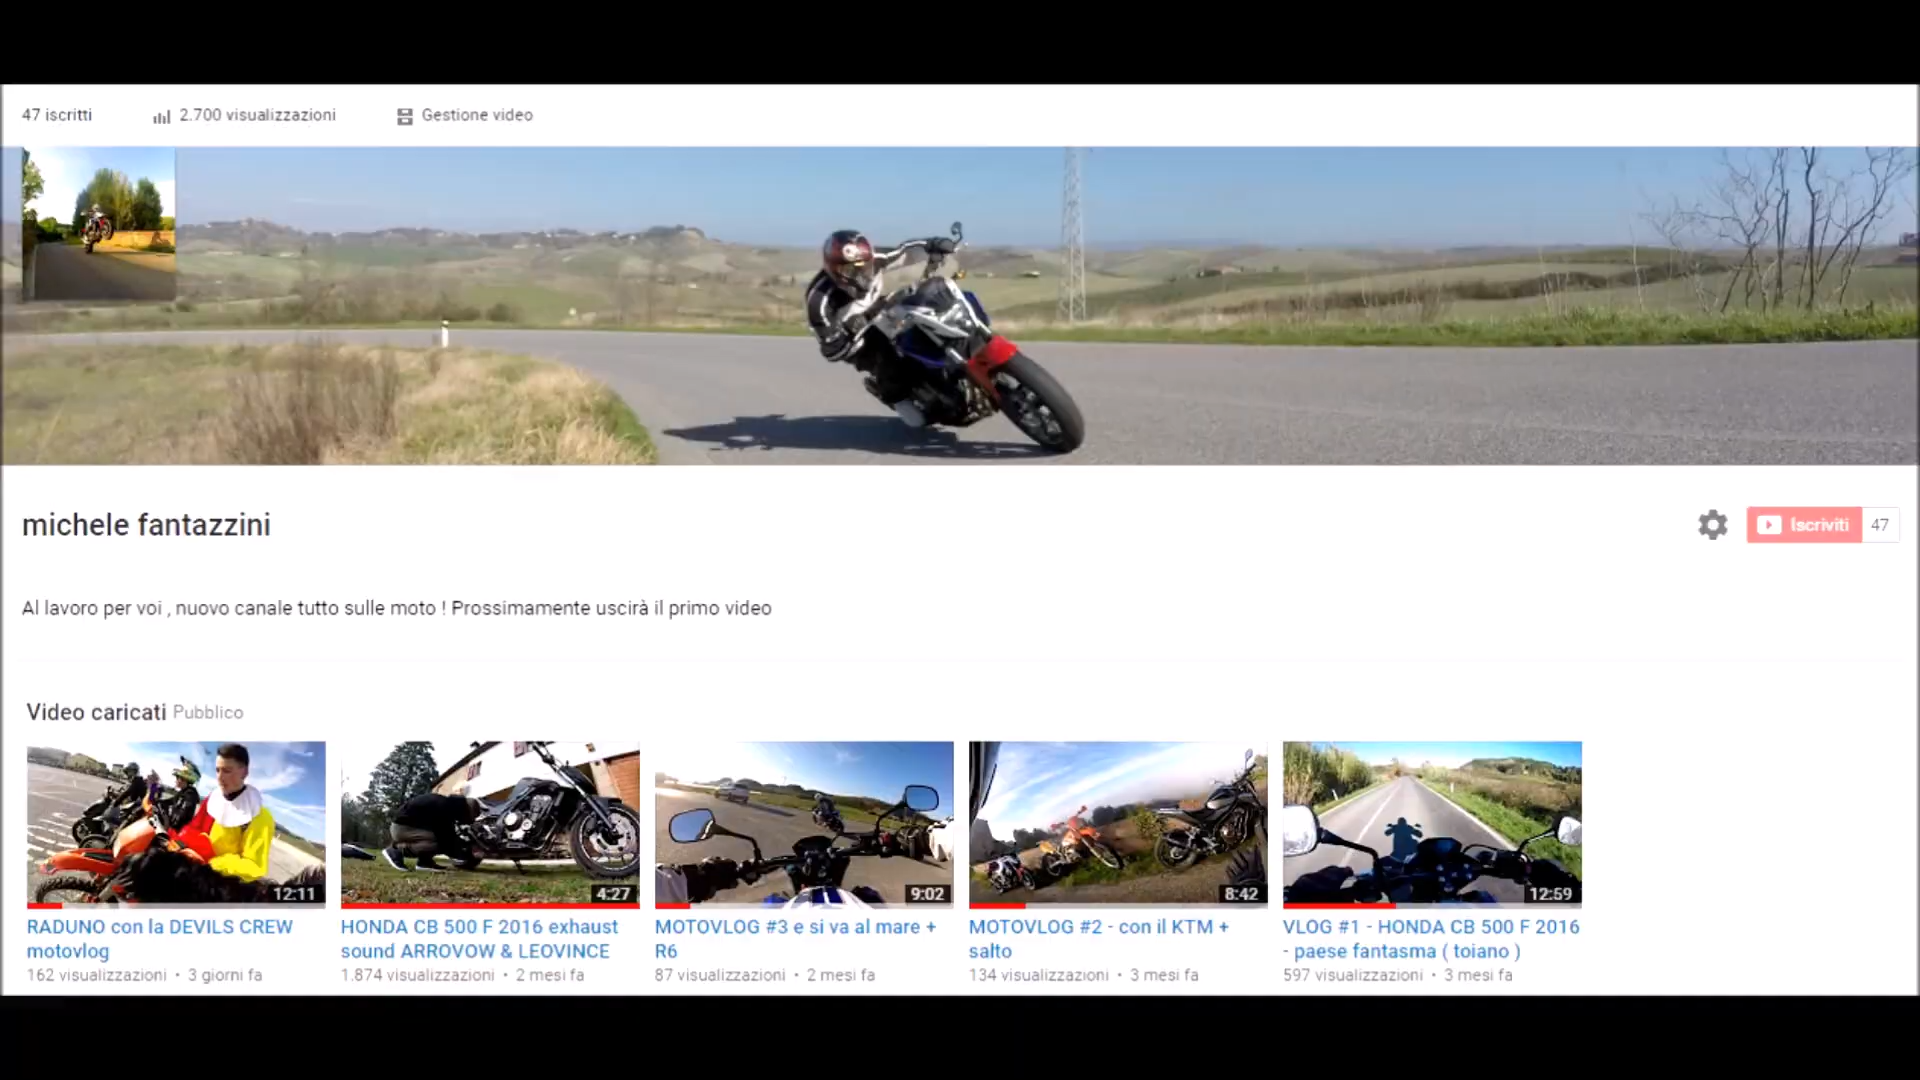 47 iscritti 2.700 visualizzazioni Gestione video
michele fantazzini
Iscriviti 47
Al lavoro per voi , nuovo canale tutto sulle moto ! Prossimamente uscirà il primo video
Video caricati Pubblico
12:11
RADUNO con la DEVILS CREW
motovlog
162 visualizzazioni • 3 giorni fa
4:27
HONDA CB 500 F 2016 exhaust
sound ARROVOW & LEOVINCE
1.874 visualizzazioni • 2 mesi fa
9:02
MOTOVLOG #3 e si va al mare +
R6
87 visualizzazioni • 2 mesi fa
8:42
MOTOVLOG #2 - con il KTM +
salto
134 visualizzazioni • 3 mesi fa
12:59
VLOG #1 - HONDA CB 500 F 2016
- paese fantasma ( toiano )
597 visualizzazioni • 3 mesi fa